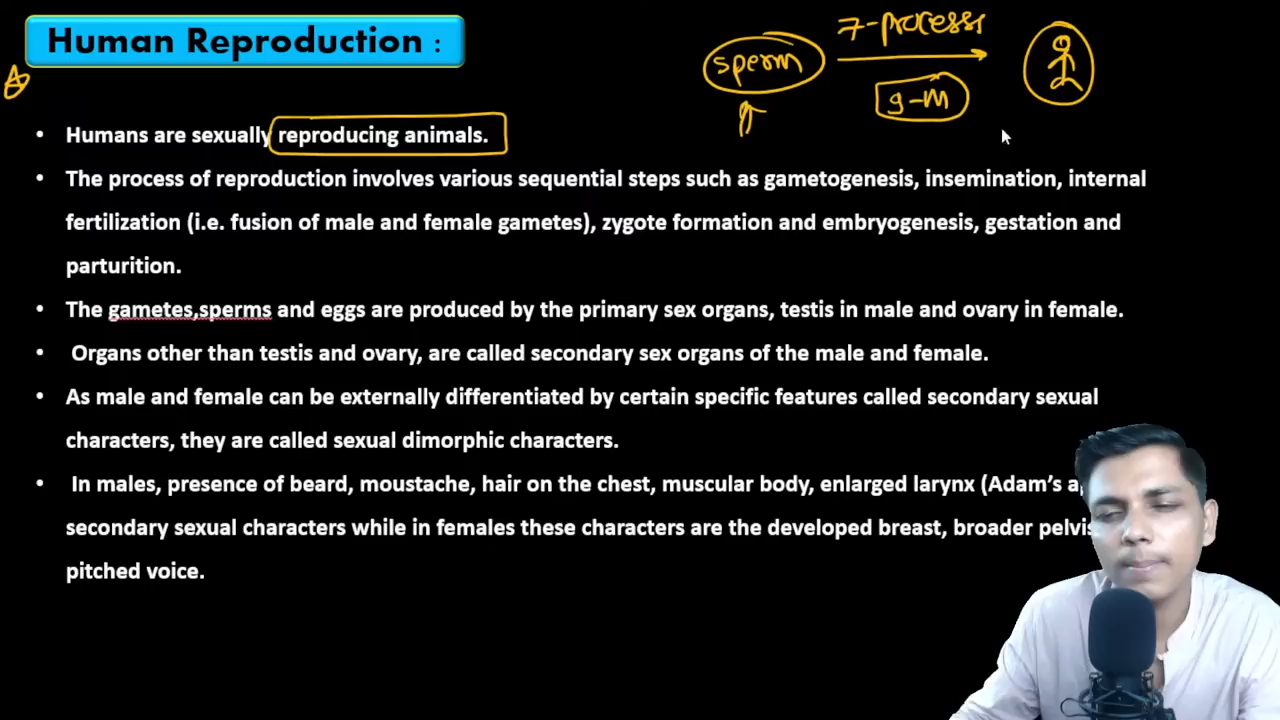 Human Reproduction :
sperm
7-process
9-m
• Humans are sexually reproducing animals.
• The process of reproduction involves various sequential steps such as gametogenesis, insemination, internal
fertilization (i.e. fusion of male and female gametes), zygote formation and embryogenesis, gestation and
parturition.
• The gametes,sperms and eggs are produced by the primary sex organs, testis in male and ovary in female.
• Organs other than testis and ovary, are called secondary sex organs of the male and female.
• As male and female can be externally differentiated by certain specific features called secondary sexual
characters, they are called sexual dimorphic characters.
• In males, presence of beard, moustache, hair on the chest, muscular body, enlarged larynx (Adam's
secondary sexual characters while in females these characters are the developed breast, broader pelvis
pitched voice.